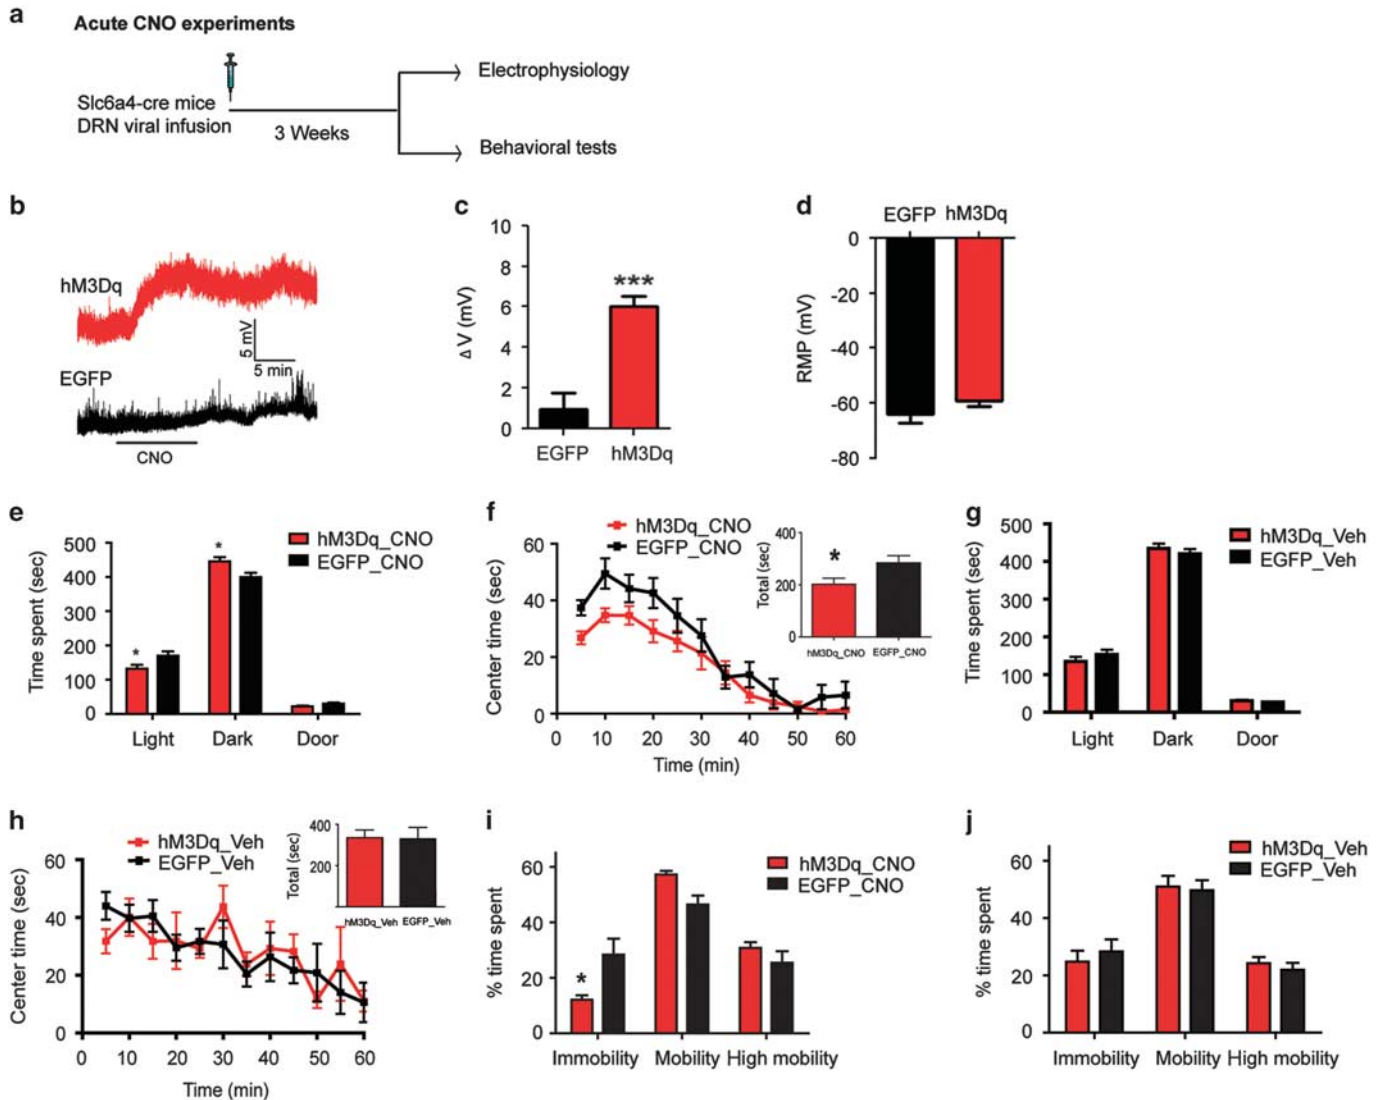 a
Acute CNO experiments
Slc6a4-cre mice
DRN viral infusion
3 Weeks
Electrophysiology
Behavioral tests
b
hM3Dq
5 mV
5 min
EGFP
CNO
c
10
8
6
4
2
0
Δ V (mV)
***
EGFP
hM3Dq
d
EGFP hM3Dq
0
-20
-40
-60
-80
RMP (mV)
e
hM3Dq_CNO
EGFP_CNO
500
400
300
200
100
0
Time spent (sec)
*
*
Light
Dark
Door
f
hM3Dq_CNO
EGFP_CNO
60
40
20
0
Center time (sec)
0 10 20 30 40 50 60
Time (min)
400
200
0
Total (sec)
*
hM3Dq_CNO EGFP_CNO
g
hM3Dq_Veh
EGFP_Veh
500
400
300
200
100
0
Time spent (sec)
Light
Dark
Door
h
hM3Dq_Veh
EGFP_Veh
60
40
20
0
Center time (sec)
0 10 20 30 40 50 60
Time (min)
400
200
Total (sec)
hM3Dq_Veh EGFP_Veh
i
hM3Dq_CNO
EGFP_CNO
60
40
20
0
% time spent
*
Immobility Mobility High mobility
j
hM3Dq_Veh
EGFP_Veh
60
40
20
0
% time spent
Immobility Mobility High mobility